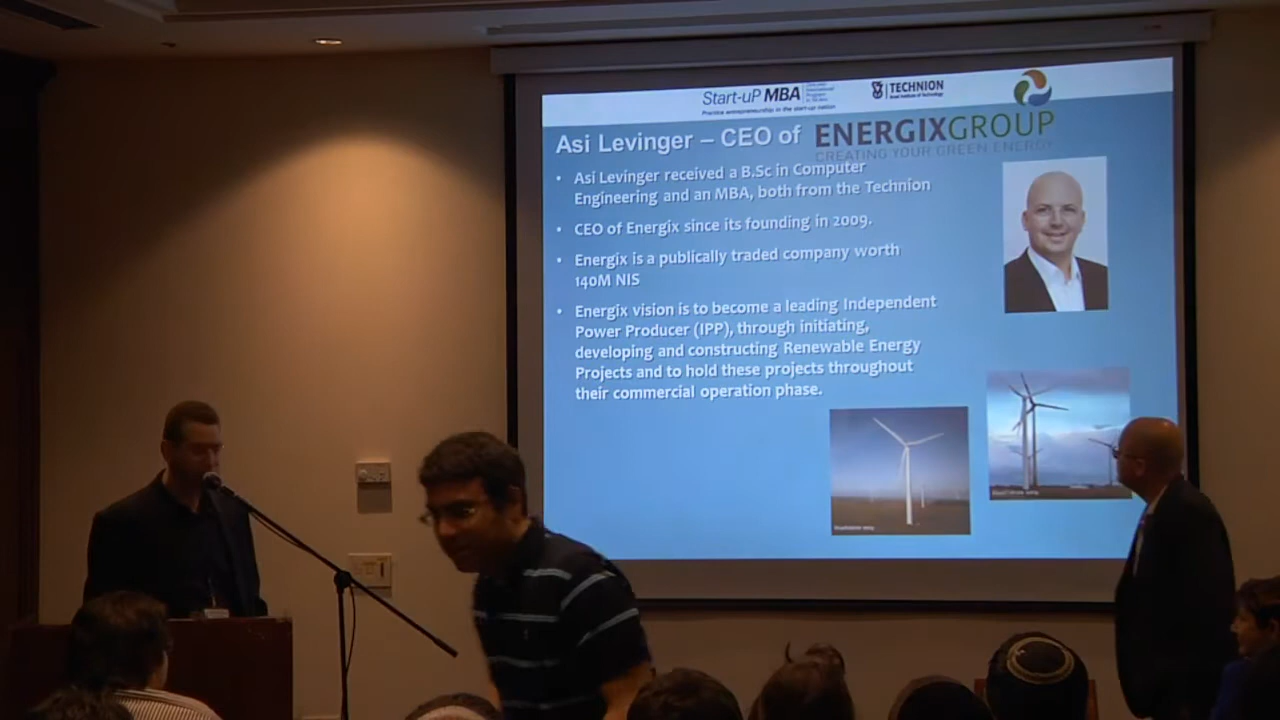 Start-uP MBA
Practice entrepreneurship in the start-up nation
TECHNION
Israel Institute of Technology
Asi Levinger – CEO of ENERGIXGROUP
CREATING YOUR GREEN ENERGY
• Asi Levinger received a B.Sc in Computer
Engineering and an MBA, both from the Technion
• CEO of Energix since its founding in 2009.
• Energix is a publically traded company worth
140M NIS
• Energix vision is to become a leading Independent
Power Producer (IPP), through initiating,
developing and constructing Renewable Energy
Projects and to hold these projects throughout
their commercial operation phase.